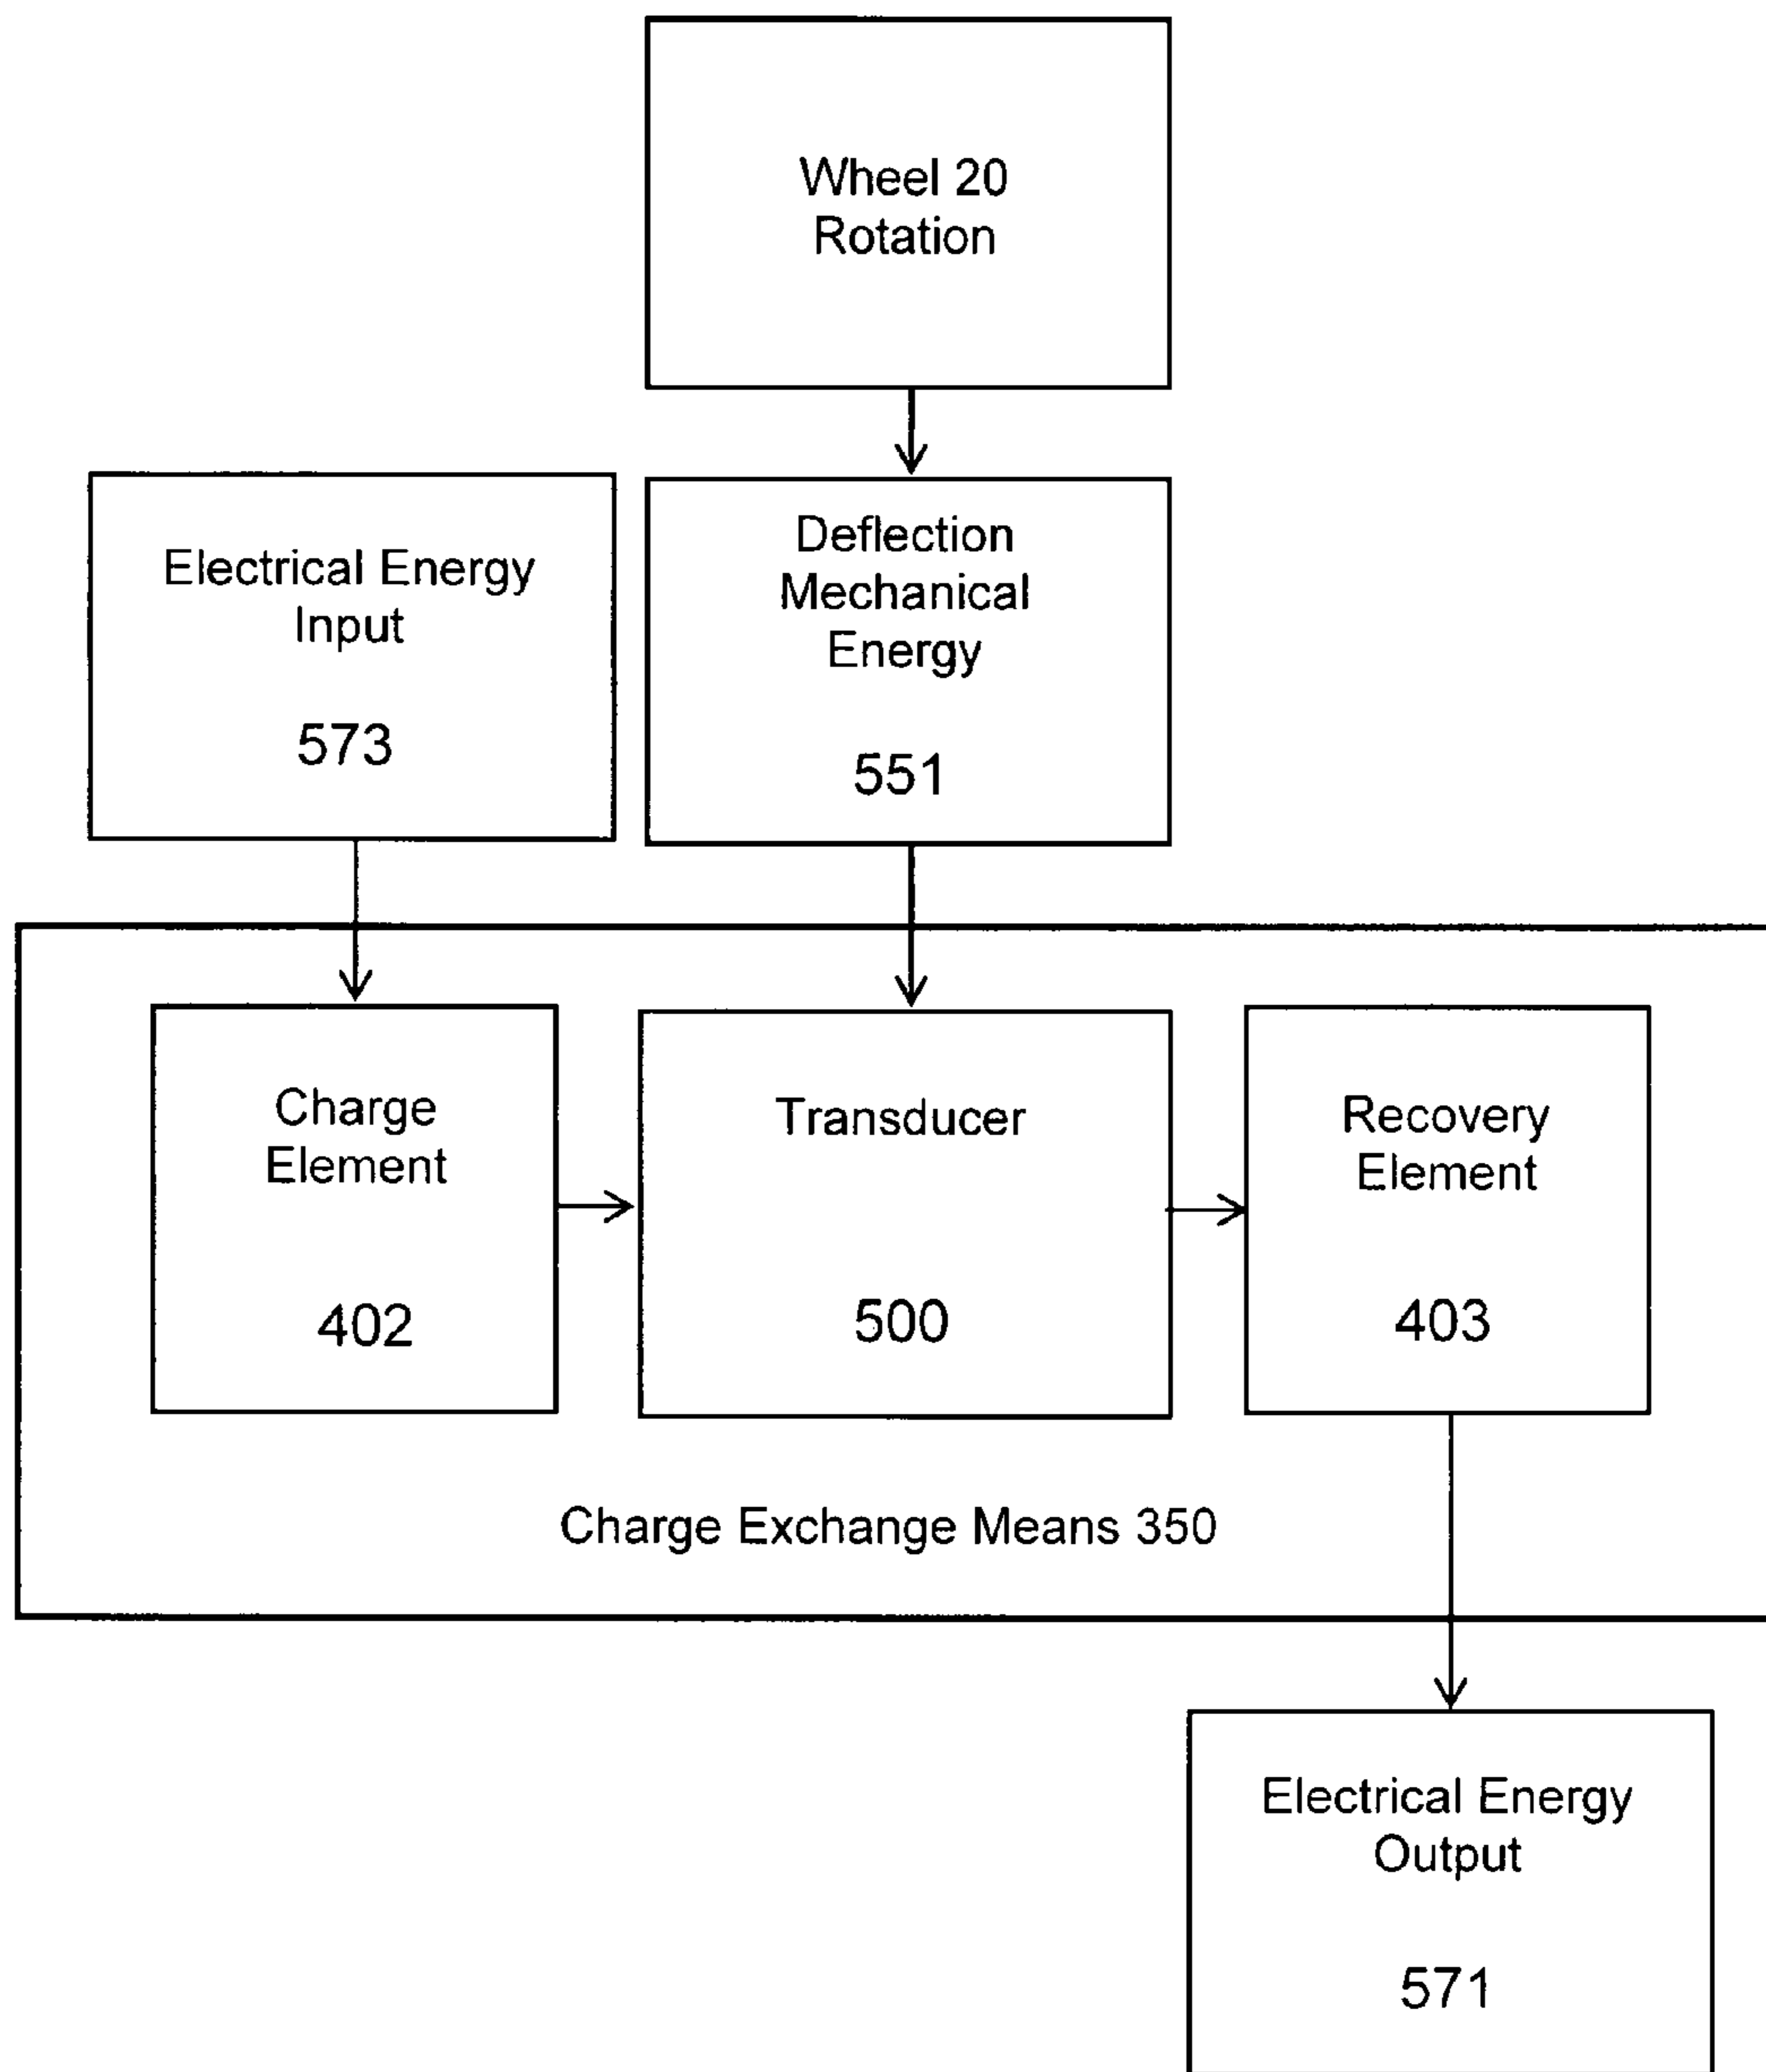 Wheel 20
Rotation
Electrical Energy
Input
573
Deflection
Mechanical
Energy
551
Charge
Element
402
Transducer
500
Recovery
Element
403
Charge Exchange Means 350
Electrical Energy
Output
571